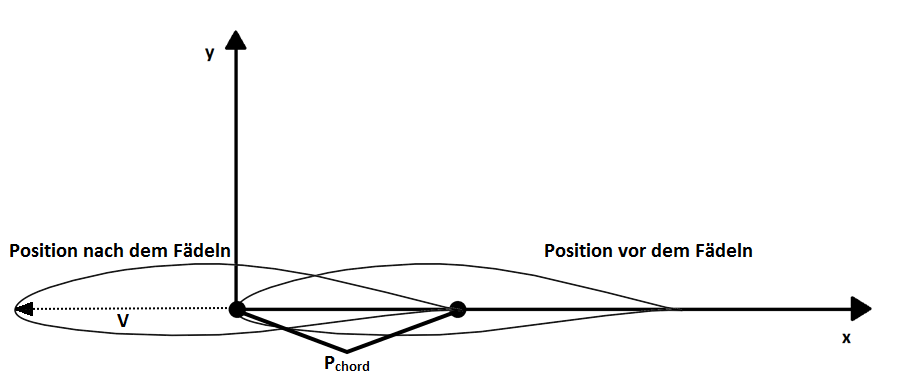 y
Position nach dem Fädeln
Position vor dem Fädeln
V
x
Pchord